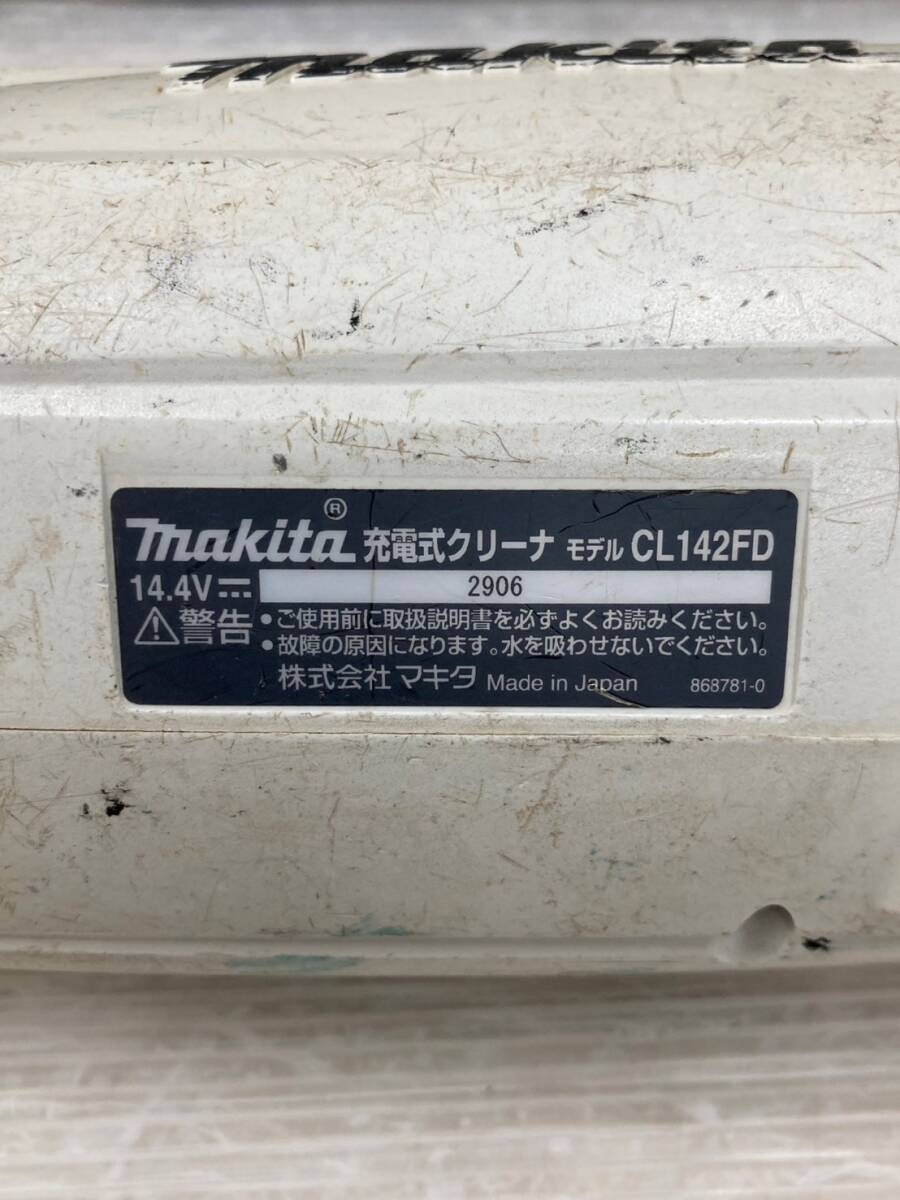 makita
makita® 充電式クリーナ モデル CL142FD
14.4V⎓ 2906
⚠警告 •ご使用前に取扱説明書を必ずよくお読みください。
•故障の原因になります。水を吸わせないでください。
株式会社マキタ Made in Japan 868781-0